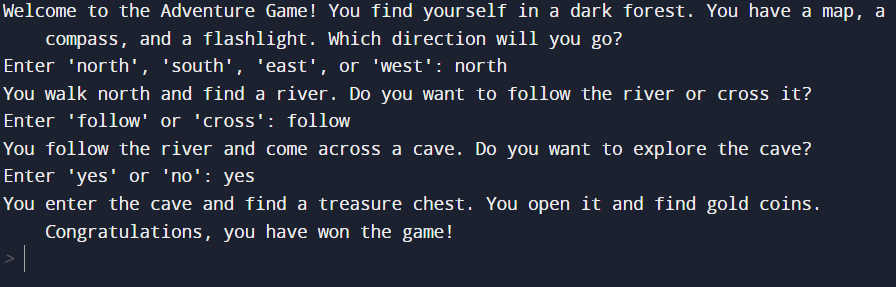 Welcome to the Adventure Game! You find yourself in a dark forest. You have a map, a
compass, and a flashlight. Which direction will you go?
Enter 'north', 'south', 'east', or 'west': north
You walk north and find a river. Do you want to follow the river or cross it?
Enter 'follow' or 'cross': follow
You follow the river and come across a cave. Do you want to explore the cave?
Enter 'yes' or 'no': yes
You enter the cave and find a treasure chest. You open it and find gold coins.
Congratulations, you have won the game!
>